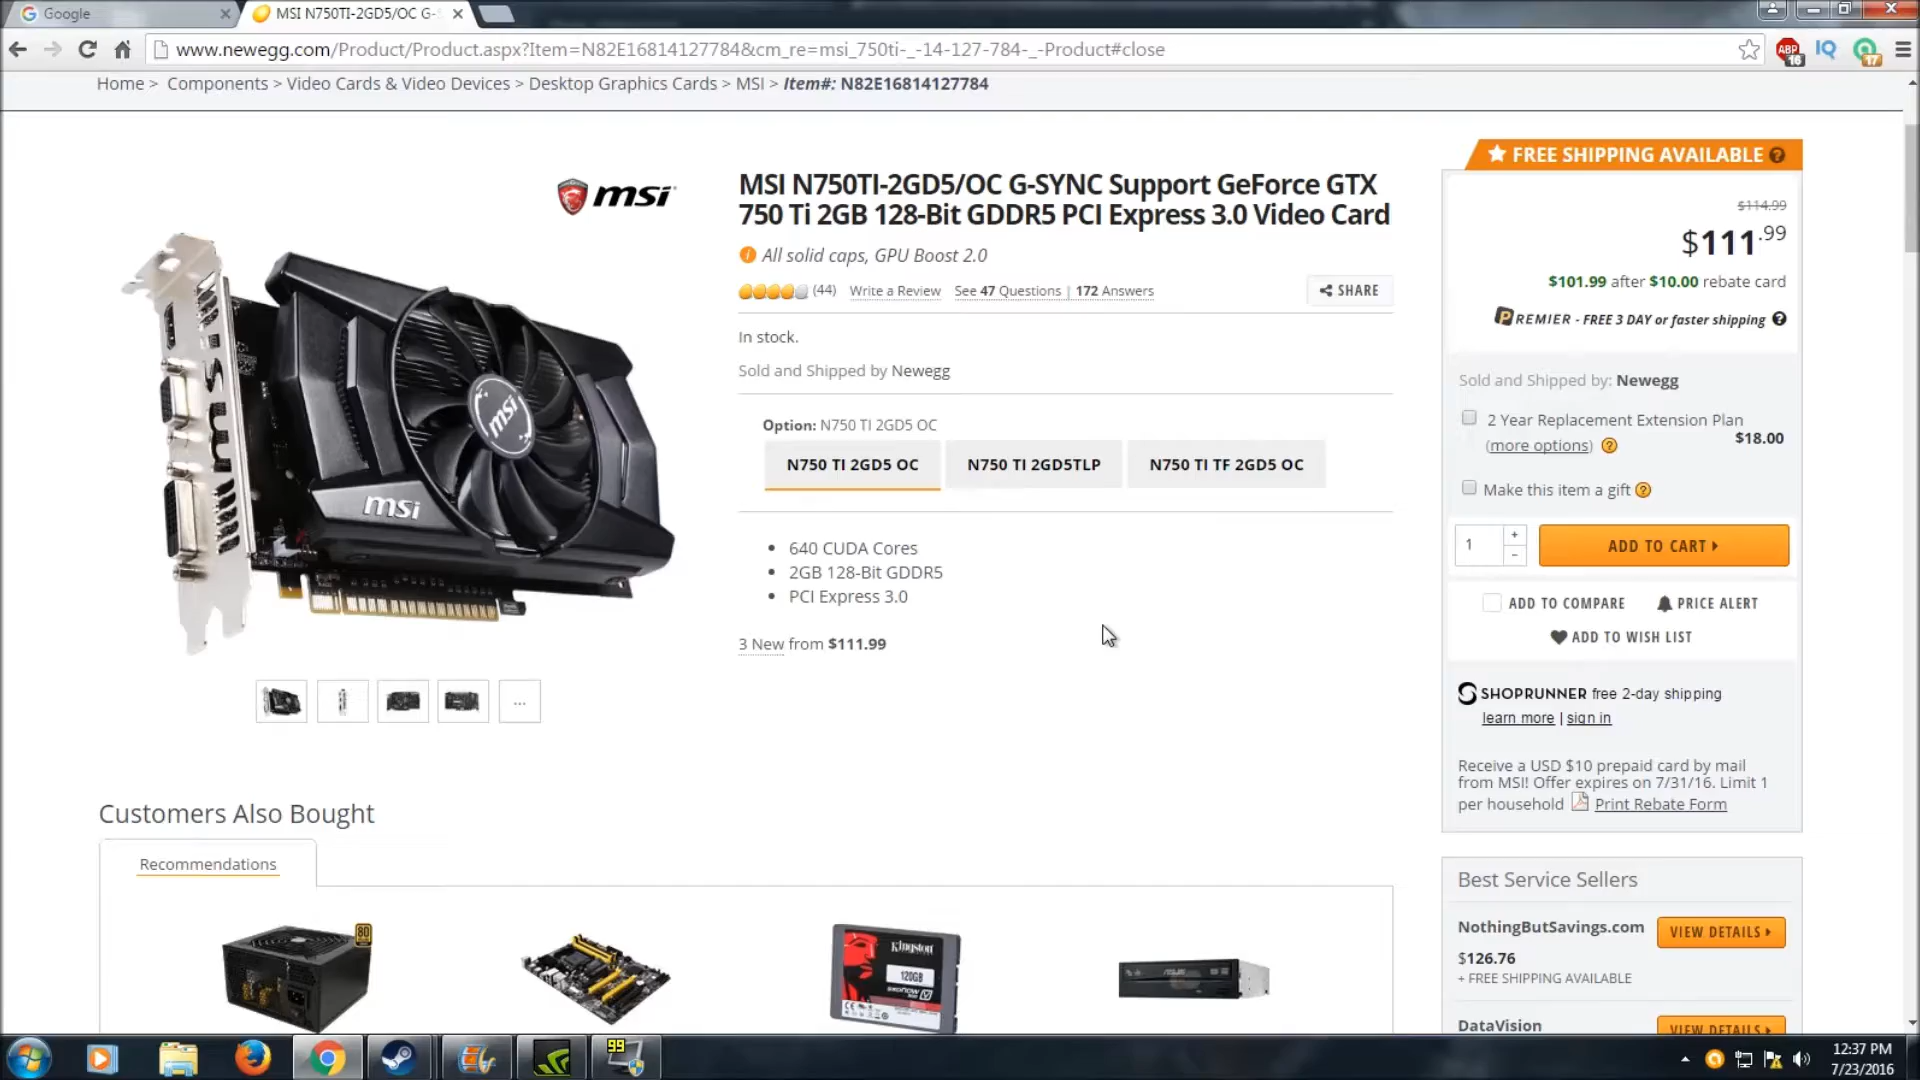 Google
MSI N750TI-2GD5/OC G-
www.newegg.com/Product/Product.aspx?Item=N82E16814127784&cm_re=msi_750ti-_-14-127-784-_-Product#close
ABP
16
IQ
17
Home > Components > Video Cards & Video Devices > Desktop Graphics Cards > MSI > Item#: N82E16814127784
msi
MSI N750TI-2GD5/OC G-SYNC Support GeForce GTX
750 Ti 2GB 128-Bit GDDR5 PCI Express 3.0 Video Card
All solid caps, GPU Boost 2.0
(44) Write a Review See 47 Questions | 172 Answers
SHARE
In stock.
Sold and Shipped by Newegg
Option: N750 TI 2GD5 OC
N750 TI 2GD5 OC N750 TI 2GD5TLP N750 TI TF 2GD5 OC
640 CUDA Cores
2GB 128-Bit GDDR5
PCI Express 3.0
3 New from $111.99
msi
msi
...
FREE SHIPPING AVAILABLE ?
$114.99
$111.99
$101.99 after $10.00 rebate card
PREMIER - FREE 3 DAY or faster shipping ?
Sold and Shipped by: Newegg
2 Year Replacement Extension Plan
(more options) ? $18.00
Make this item a gift ?
1 + -
ADD TO CART
ADD TO COMPARE PRICE ALERT
ADD TO WISH LIST
SHOPRUNNER free 2-day shipping
learn more | sign in
Receive a USD $10 prepaid card by mail
from MSI! Offer expires on 7/31/16. Limit 1
per household Print Rebate Form
Customers Also Bought
Recommendations
80
Kingston
120GB
Best Service Sellers
NothingButSavings.com VIEW DETAILS
$126.76
+ FREE SHIPPING AVAILABLE
DataVision VIEW DETAILS
99
12:37 PM
7/23/2016